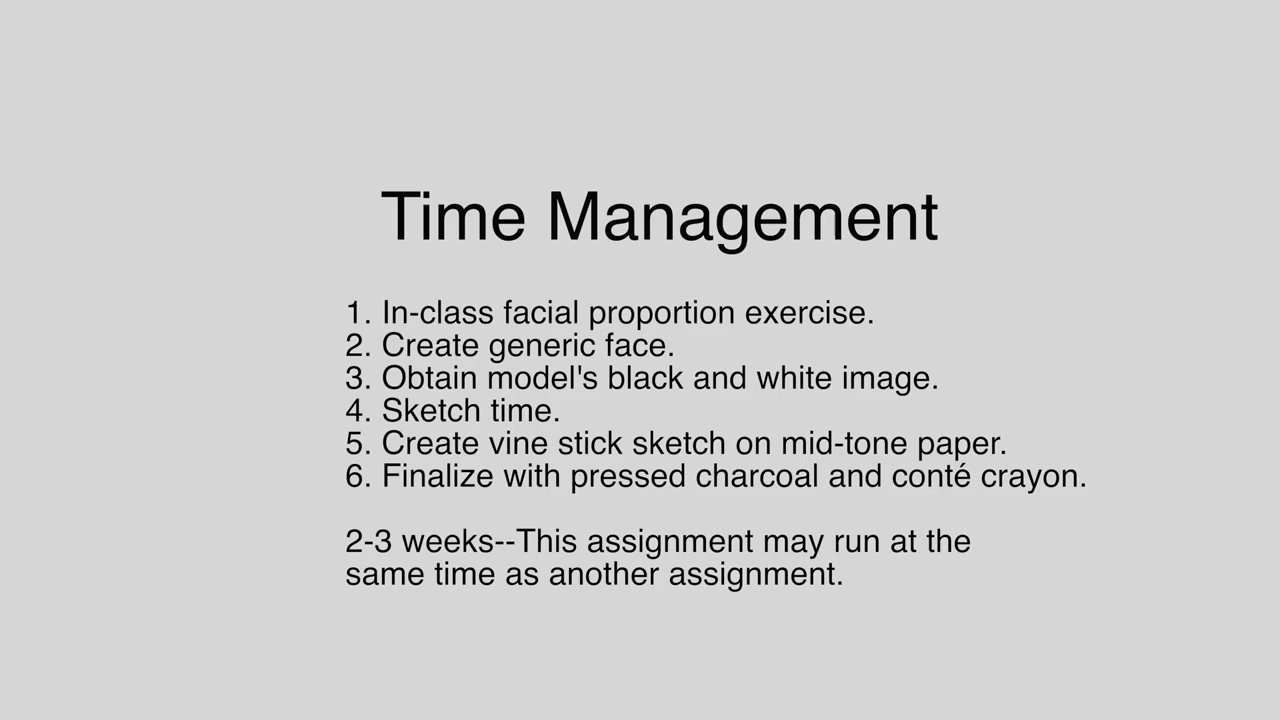 Time Management
1. In-class facial proportion exercise.
2. Create generic face.
3. Obtain model's black and white image.
4. Sketch time.
5. Create vine stick sketch on mid-tone paper.
6. Finalize with pressed charcoal and conté crayon.
2-3 weeks--This assignment may run at the
same time as another assignment.